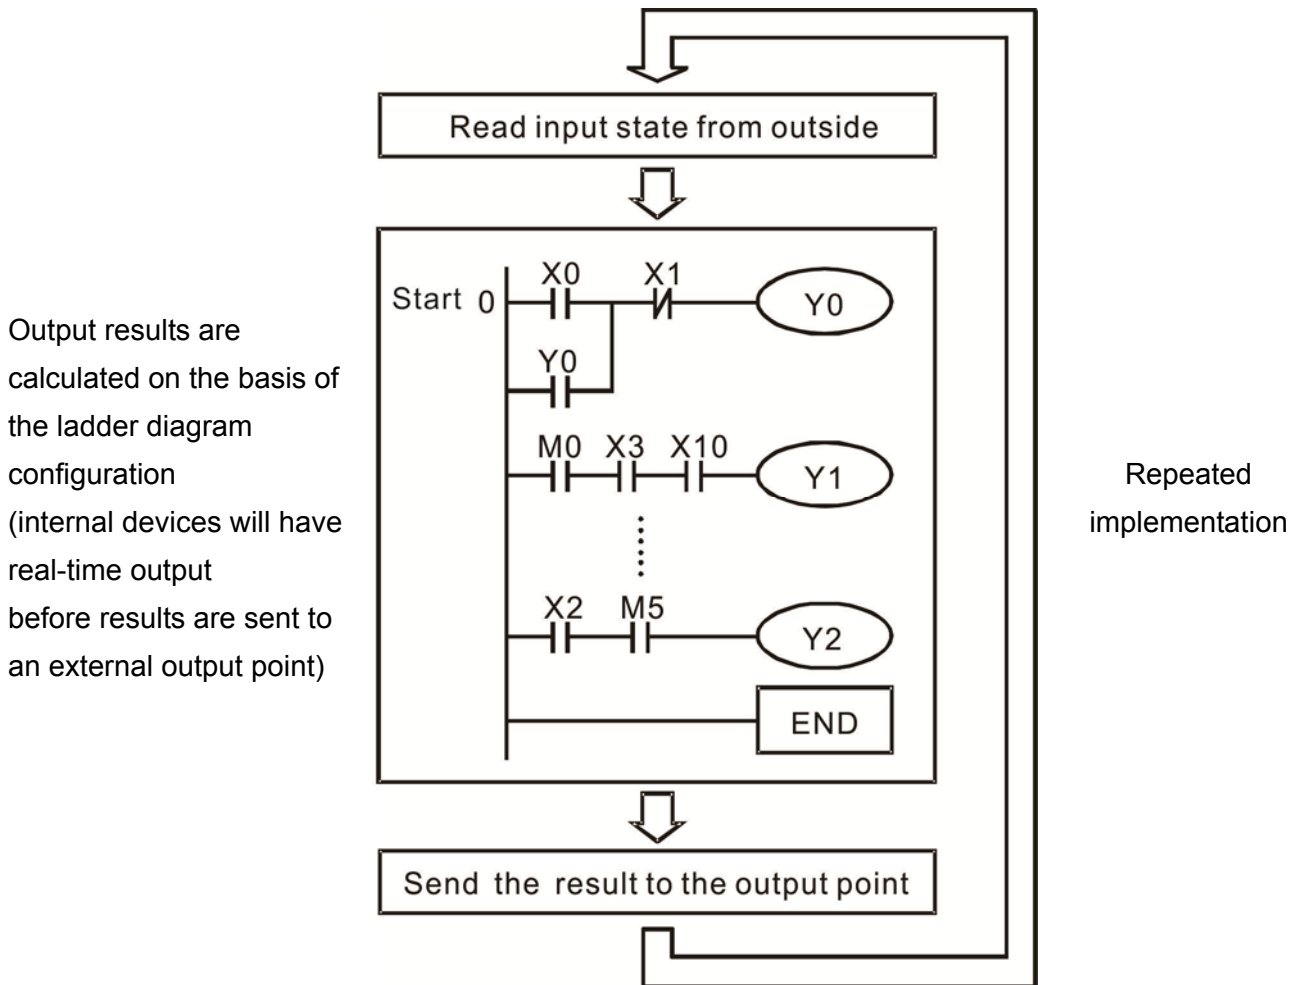 Read input state from outside
Output results are
calculated on the basis of
the ladder diagram
configuration
(internal devices will have
real-time output
before results are sent to
an external output point)
X0 X1
Start 0 Y0
Y0
M0 X3 X10
Y1
X2 M5
Y2
END
Repeated
implementation
Send the result to the output point